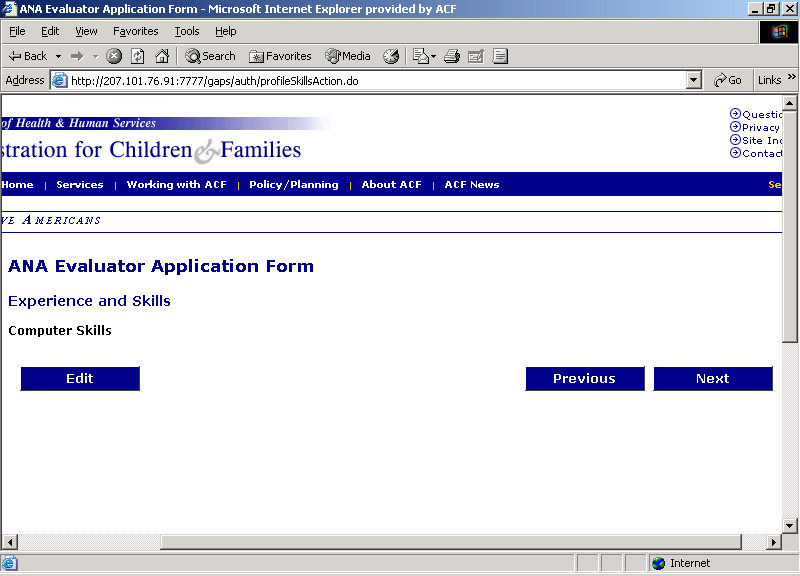 ANA Evaluator Application Form - Microsoft Internet Explorer provided by ACF
File Edit View Favorites Tools Help
Back Search Favorites Media
Address http://207.101.76.91:7777/gaps/auth/profileSkillsAction.do Go Links »
of Health & Human Services
stration for Children & Families
Questio
Privacy
Site Ind
Contac
Home | Services | Working with ACF | Policy/Planning | About ACF | ACF News Se
VE AMERICANS
ANA Evaluator Application Form
Experience and Skills
Computer Skills
Edit Previous Next
Internet